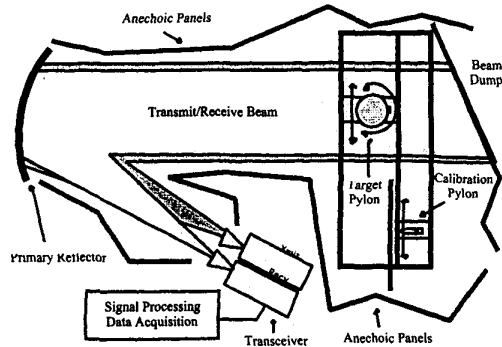 Anechoic Panels
Beam
Dump
Transmit/Receive Beam
Target
Pylon
Calibration
Pylon
Primary Reflector
Xmit
Recv
Signal Processing
Data Acquisition
Transceiver
Anechoic Panels